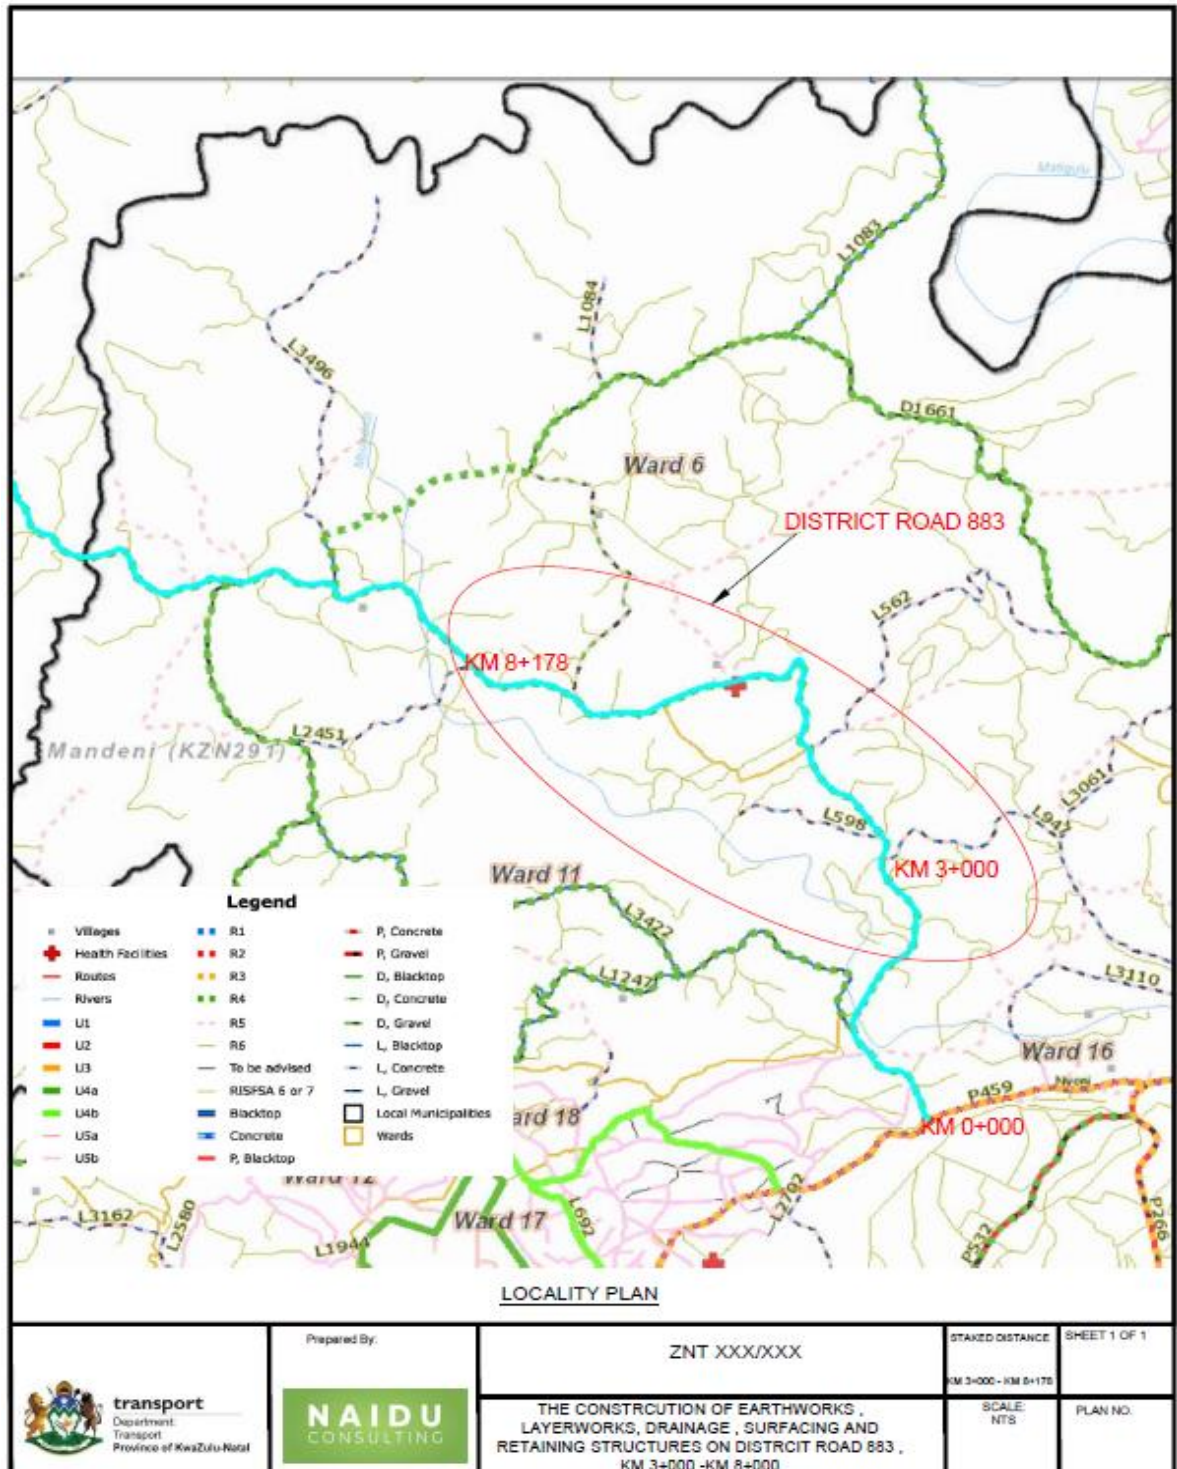 Matigulu
L1083
L1084
L3496
D1661
Ward 6
DISTRICT ROAD 883
L562
KM 8+178
L2451
Mandeni (KZN291)
L3061
L947
L598
KM 3+000
Ward 11
L3422
L1247
L3110
Ward 16
P459
Nyoni
KM 0+000
ard 18
Ward 12
Ward 17
L692
L2792
L3162
L2580
L1944
P532
P266
Legend
Villages
Health Facilities
Routes
Rivers
U1
U2
U3
U4a
U4b
U5a
U5b
R1
R2
R3
R4
R5
R6
To be advised
RISFSA 6 or 7
Blacktop
Concrete
P, Blacktop
P, Concrete
P, Gravel
D, Blacktop
D, Concrete
D, Gravel
L, Blacktop
L, Concrete
L, Gravel
Local Municipalities
Wards
LOCALITY PLAN
transport
Department:
Transport
Province of KwaZulu-Natal
Prepared By:
NAIDU
CONSULTING
ZNT XXX/XXX
THE CONSTRCUTION OF EARTHWORKS ,
LAYERWORKS, DRAINAGE , SURFACING AND
RETAINING STRUCTURES ON DISTRCIT ROAD 883 ,
KM 3+000 -KM 8+000
STAKED DISTANCE
KM 3+000 - KM 8+178
SCALE:
NTS
SHEET 1 OF 1
PLAN NO.